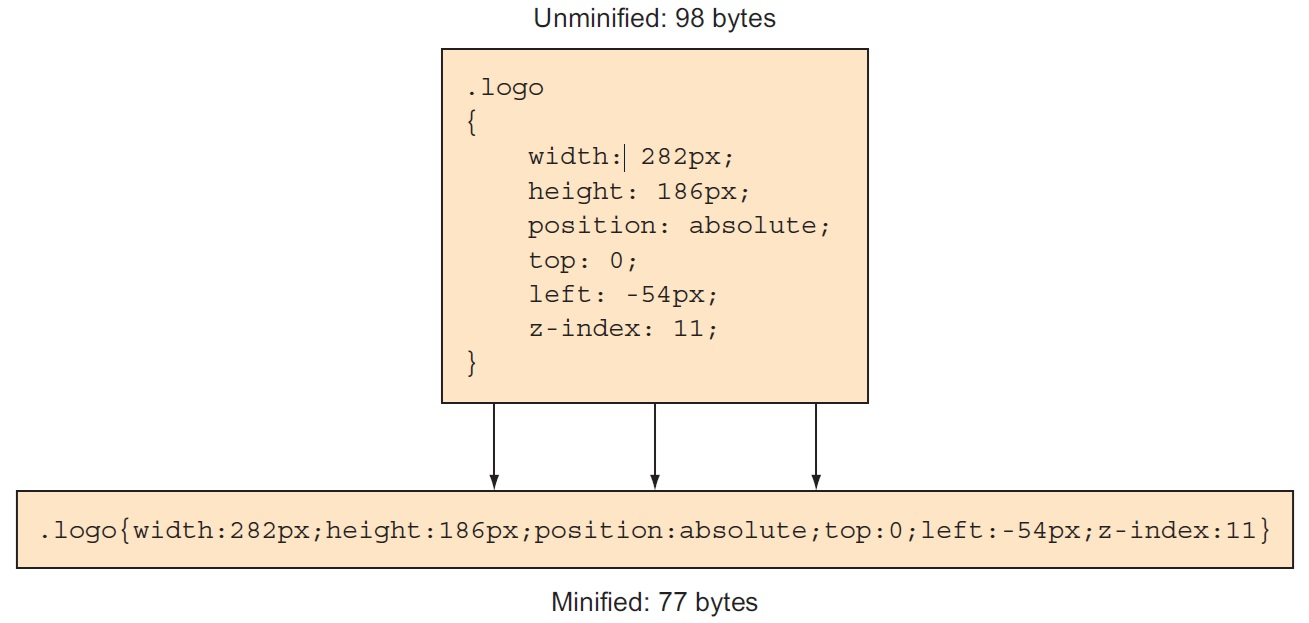 Unminified: 98 bytes
.logo
{
    width:| 282px;
    height: 186px;
    position: absolute;
    top: 0;
    left: -54px;
    z-index: 11;
}
.logo{width:282px;height:186px;position:absolute;top:0;left:-54px;z-index:11}
Minified: 77 bytes